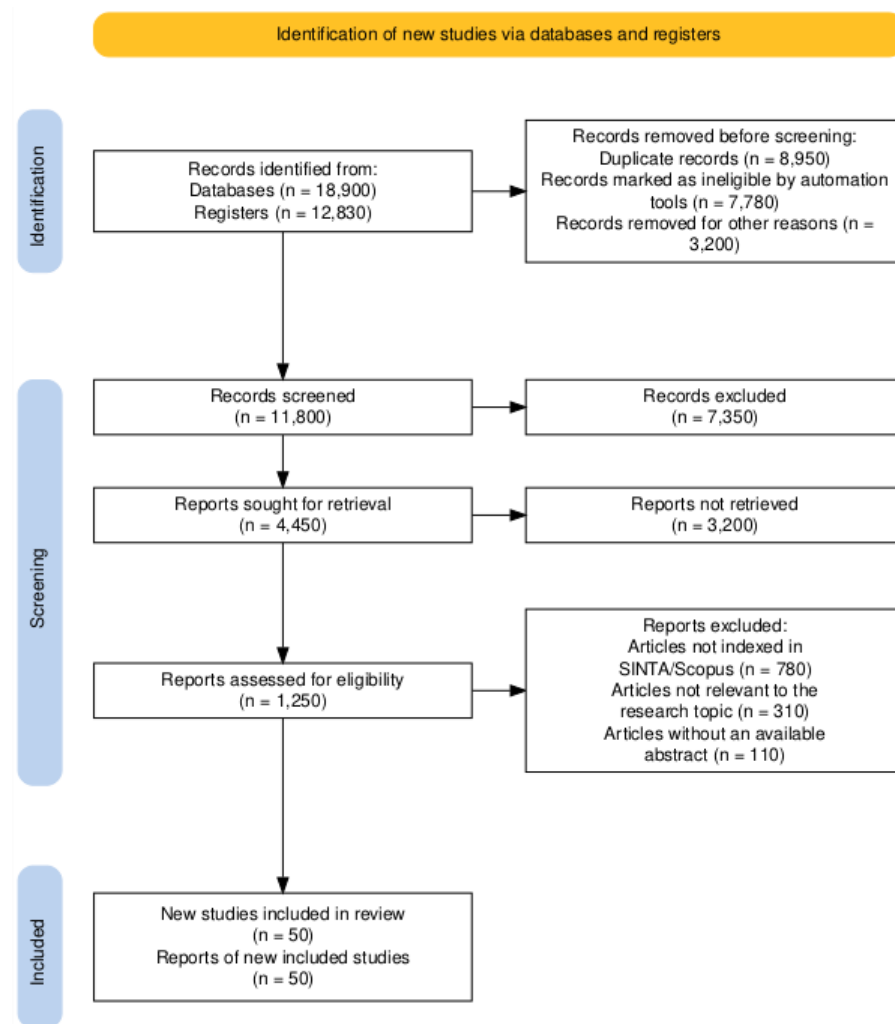 Identification of new studies via databases and registers
Identification
Records identified from:
Databases (n = 18,900)
Registers (n = 12,830)
Records removed before screening:
Duplicate records (n = 8,950)
Records marked as ineligible by automation
tools (n = 7,780)
Records removed for other reasons (n =
3,200)
Screening
Records screened
(n = 11,800)
Records excluded
(n = 7,350)
Reports sought for retrieval
(n = 4,450)
Reports not retrieved
(n = 3,200)
Reports assessed for eligibility
(n = 1,250)
Reports excluded:
Articles not indexed in
SINTA/Scopus (n = 780)
Articles not relevant to the
research topic (n = 310)
Articles without an available
abstract (n = 110)
Included
New studies included in review
(n = 50)
Reports of new included studies
(n = 50)